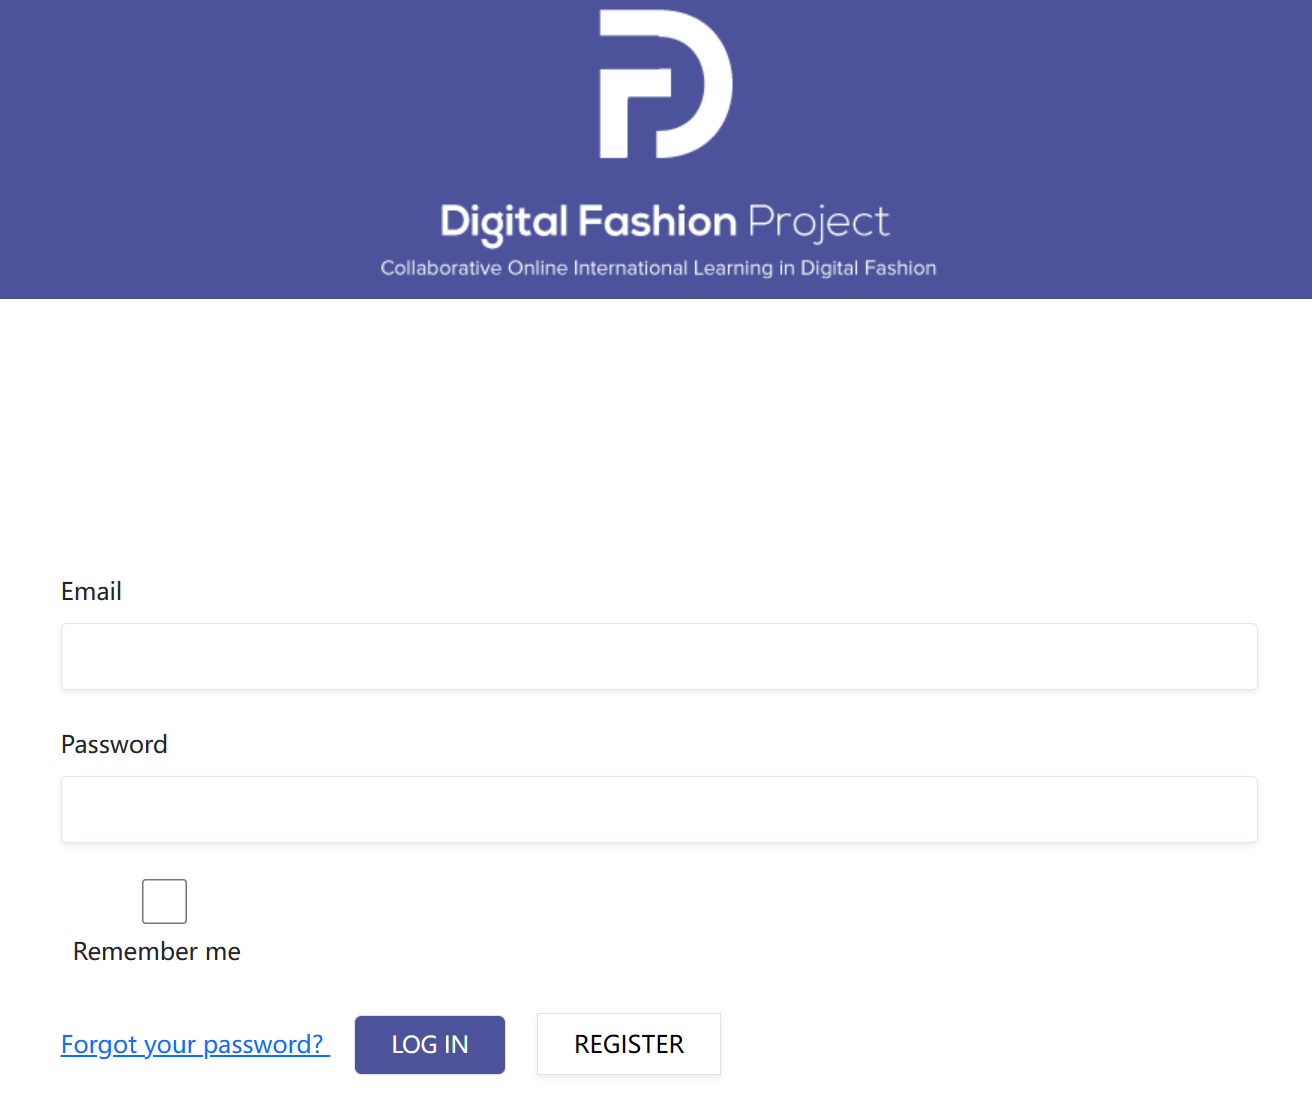 Digital Fashion Project
Collaborative Online International Learning in Digital Fashion
Email
Password
Remember me
Forgot your password? LOG IN REGISTER